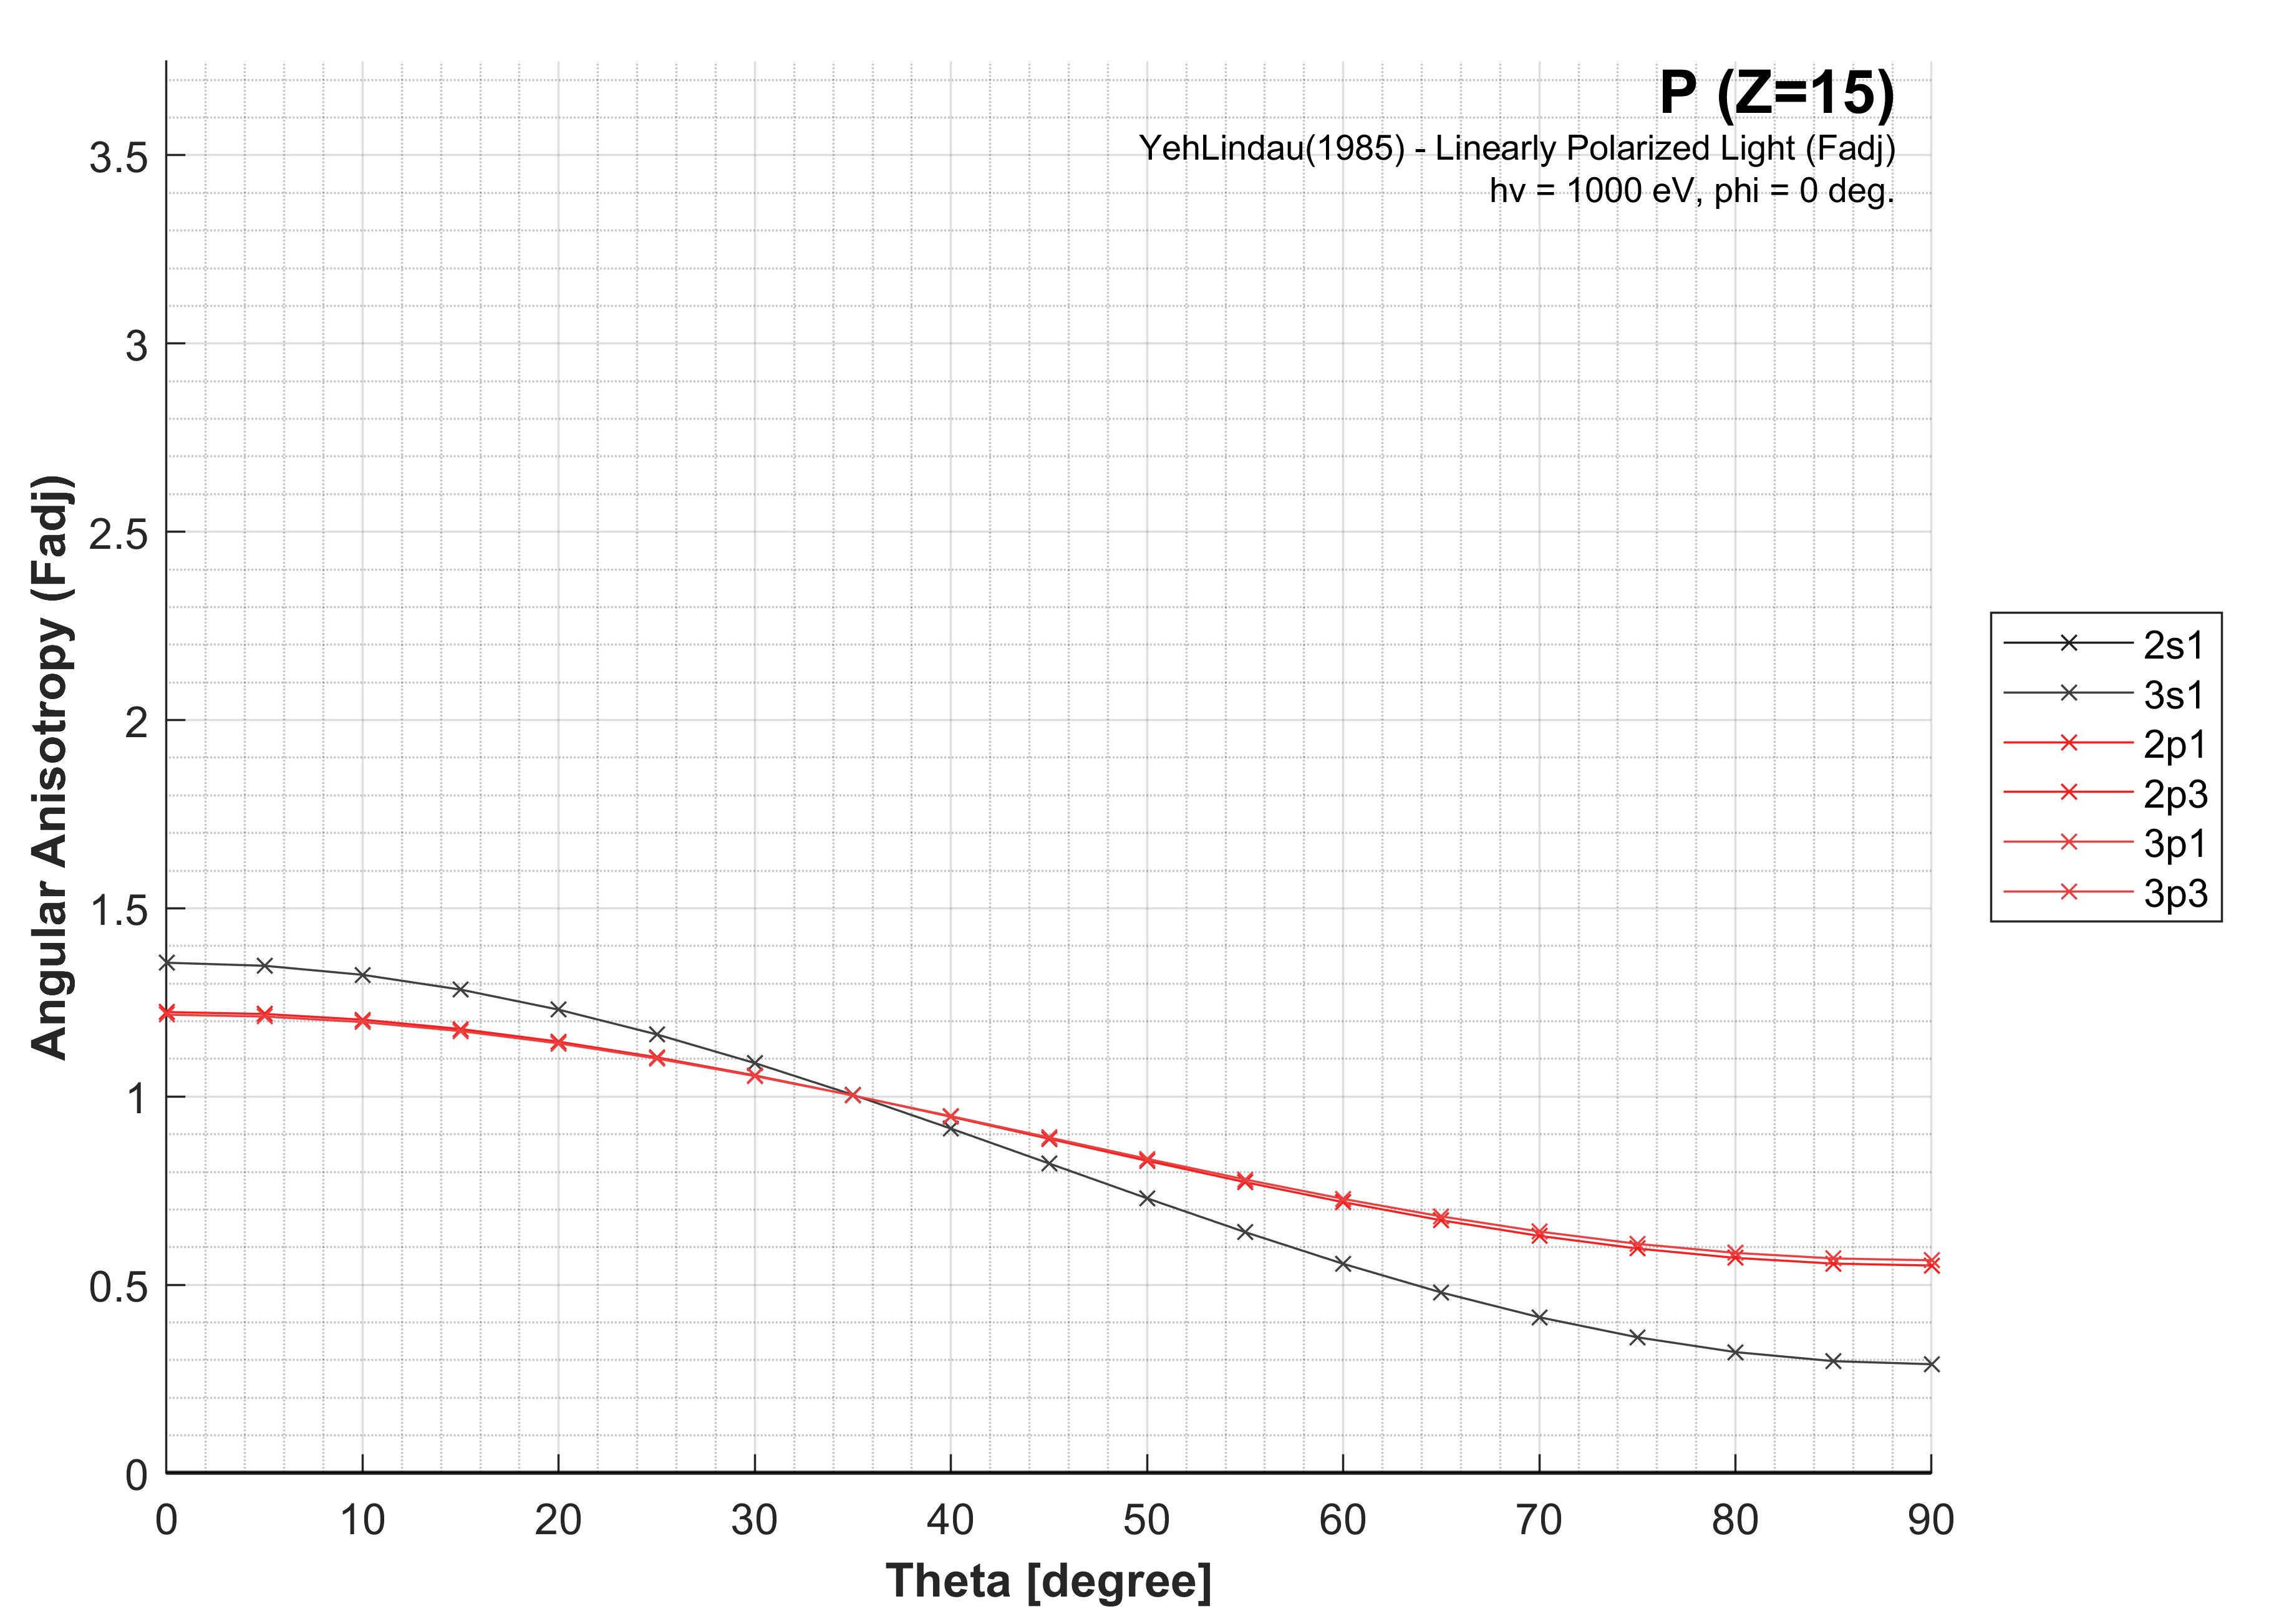 P (Z=15)
YehLindau(1985) - Linearly Polarized Light (Fadj)
hv = 1000 eV, phi = 0 deg.
Angular Anisotropy (Fadj)
3.5
3
2.5
2
1.5
1
0.5
0
0 10 20 30 40 50 60 70 80 90
Theta [degree]
2s1
3s1
2p1
2p3
3p1
3p3